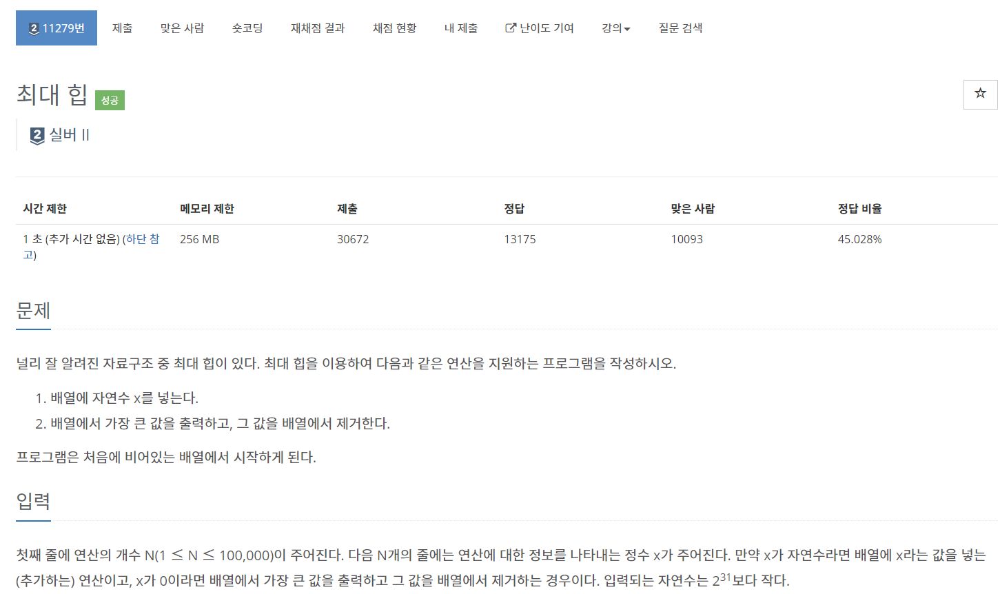 2 11279번 제출 맞은 사람 숏코딩 재채점 결과 채점 현황 내 제출 난이도 기여 강의 질문 검색
최대 힙 성공
2 실버 II
시간 제한 메모리 제한 제출 정답 맞은 사람 정답 비율
1 초 (추가 시간 없음) (하단 참 256 MB 30672 13175 10093 45.028%
고)
문제
널리 잘 알려진 자료구조 중 최대 힙이 있다. 최대 힙을 이용하여 다음과 같은 연산을 지원하는 프로그램을 작성하시오.
1. 배열에 자연수 x를 넣는다.
2. 배열에서 가장 큰 값을 출력하고, 그 값을 배열에서 제거한다.
프로그램은 처음에 비어있는 배열에서 시작하게 된다.
입력
첫째 줄에 연산의 개수 N(1 ≤ N ≤ 100,000)이 주어진다. 다음 N개의 줄에는 연산에 대한 정보를 나타내는 정수 x가 주어진다. 만약 x가 자연수라면 배열에 x라는 값을 넣는
(추가하는) 연산이고, x가 0이라면 배열에서 가장 큰 값을 출력하고 그 값을 배열에서 제거하는 경우이다. 입력되는 자연수는 2³¹보다 작다.